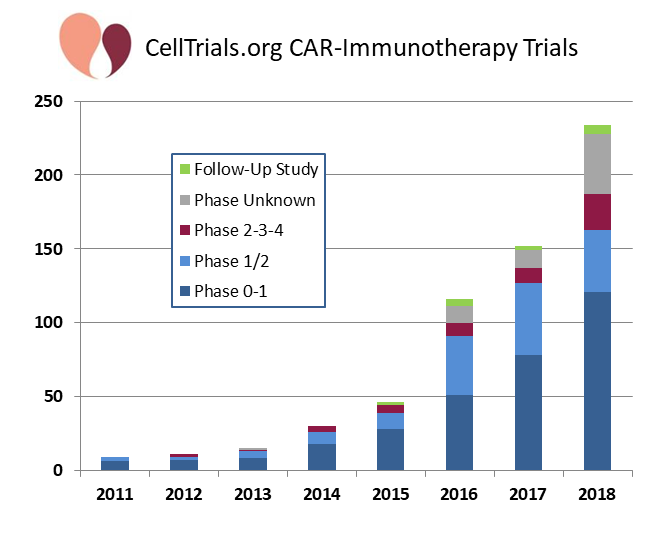 CellTrials.org CAR-Immunotherapy Trials
250
200
150
100
50
0
Follow-Up Study
Phase Unknown
Phase 2-3-4
Phase 1/2
Phase 0-1
2011 2012 2013 2014 2015 2016 2017 2018